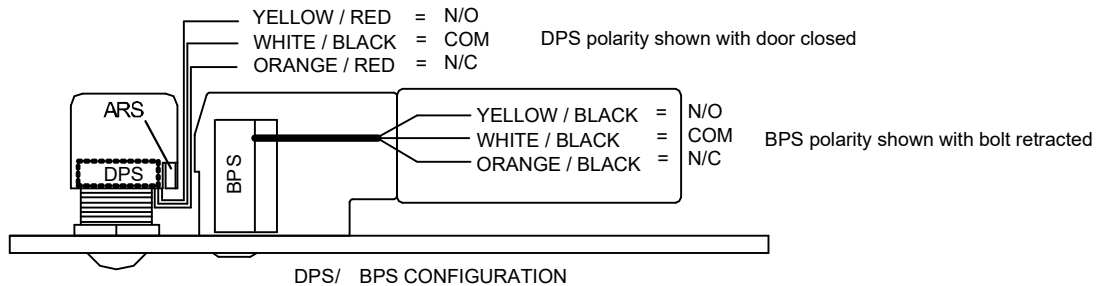 YELLOW / RED = N/O
WHITE / BLACK = COM
ORANGE / RED = N/C
DPS polarity shown with door closed
ARS
DPS
BPS
YELLOW / BLACK = N/O
WHITE / BLACK = COM
ORANGE / BLACK = N/C
BPS polarity shown with bolt retracted
DPS/ BPS CONFIGURATION